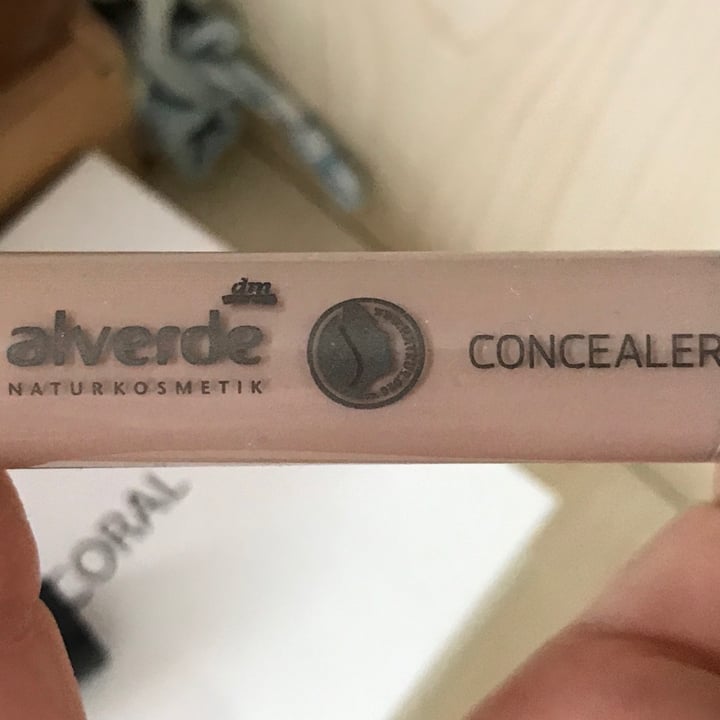 dm
alverde
NATURKOSMETIK
CONCEALER
CORAL